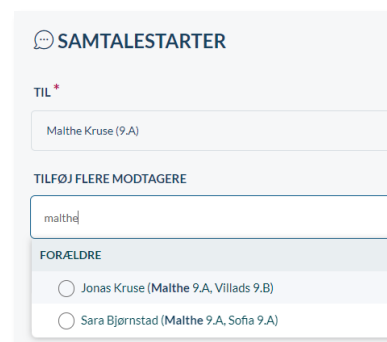 SAMTALESTARTER
TIL *
Malthe Kruse (9.A)
TILFØJ FLERE MODTAGERE
malthe
FORÆLDRE
Jonas Kruse (Malthe 9.A, Villads 9.B)
Sara Bjørnstad (Malthe 9.A, Sofia 9.A)